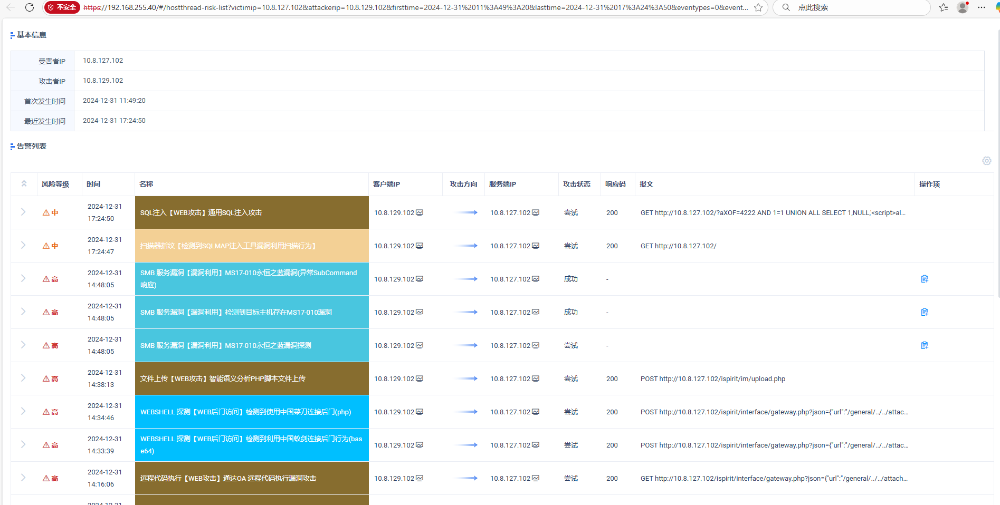 不安全 https://192.168.255.40/#/hostthread-risk-list?victimip=10.8.127.102&attackerip=10.8.129.102&firsttime=2024-12-31%2011%3A49%3A20&lasttime=2024-12-31%2017%3A24%3A50&eventypes=0&event... 点此搜索
基本信息
受害者IP 10.8.127.102
攻击者IP 10.8.129.102
首次发生时间 2024-12-31 11:49:20
最近发生时间 2024-12-31 17:24:50
告警列表
风险等级 时间 名称 客户端IP 攻击方向 服务端IP 攻击状态 响应码 报文 操作项
中 2024-12-31 17:24:50 SQL注入【WEB攻击】通用SQL注入攻击 10.8.129.102 10.8.127.102 尝试 200 GET http://10.8.127.102/?aXOF=4222 AND 1=1 UNION ALL SELECT 1,NULL,'<script>al...
中 2024-12-31 17:24:47 扫描器指纹【检测到SQLMAP注入工具漏洞利用扫描行为】 10.8.129.102 10.8.127.102 尝试 200 GET http://10.8.127.102/
高 2024-12-31 14:48:05 SMB 服务漏洞【漏洞利用】MS17-010永恒之蓝漏洞(异常SubCommand
响应) 10.8.129.102 10.8.127.102 成功 -
高 2024-12-31 14:48:05 SMB 服务漏洞【漏洞利用】检测到目标主机存在MS17-010漏洞 10.8.129.102 10.8.127.102 成功 -
高 2024-12-31 14:48:05 SMB 服务漏洞【漏洞利用】MS17-010永恒之蓝漏洞探测 10.8.129.102 10.8.127.102 尝试 -
高 2024-12-31 14:38:13 文件上传【WEB攻击】智能语义分析PHP脚本文件上传 10.8.129.102 10.8.127.102 尝试 200 POST http://10.8.127.102/ispirit/im/upload.php
高 2024-12-31 14:34:46 WEBSHELL 探测【WEB后门访问】检测到使用中国菜刀连接后门(php) 10.8.129.102 10.8.127.102 尝试 200 POST http://10.8.127.102/ispirit/interface/gateway.php?json={"url":"/general/../../attac...
高 2024-12-31 14:33:39 WEBSHELL 探测【WEB后门访问】检测到利用中国蚁剑连接后门行为(bas
e64) 10.8.129.102 10.8.127.102 尝试 200 POST http://10.8.127.102/ispirit/interface/gateway.php?json={"url":"/general/../../attac...
高 2024-12-31 14:16:06 远程代码执行【WEB攻击】通达OA 远程代码执行漏洞攻击 10.8.129.102 10.8.127.102 尝试 200 GET http://10.8.127.102/ispirit/interface/gateway.php?json={"url":"/general/../../attach...
2024-12-31